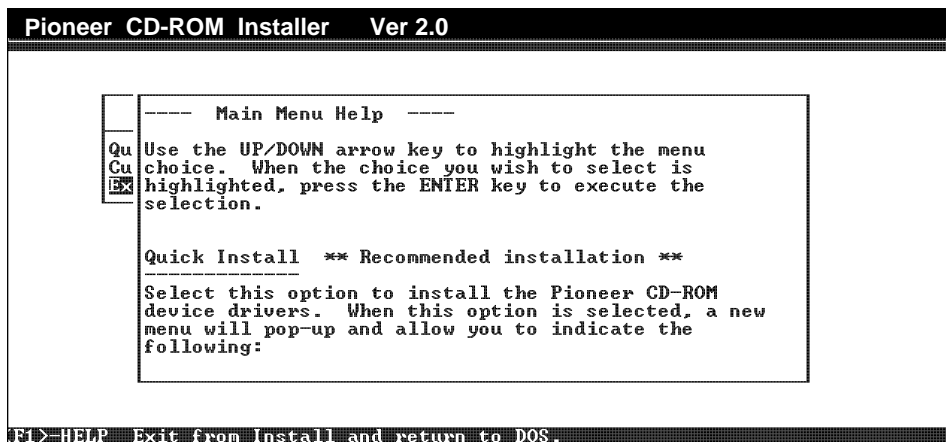 Pioneer CD-ROM Installer Ver 2.0
---- Main Menu Help ----
Qu
Use the UP/DOWN arrow key to highlight the menu
Cu
choice. When the choice you wish to select is
Ex
highlighted, press the ENTER key to execute the
selection.
Quick Install ** Recommended installation **
-------------
Select this option to install the Pioneer CD-ROM
device drivers. When this option is selected, a new
menu will pop-up and allow you to indicate the
following:
<F1>-HELP Exit from Install and return to DOS.